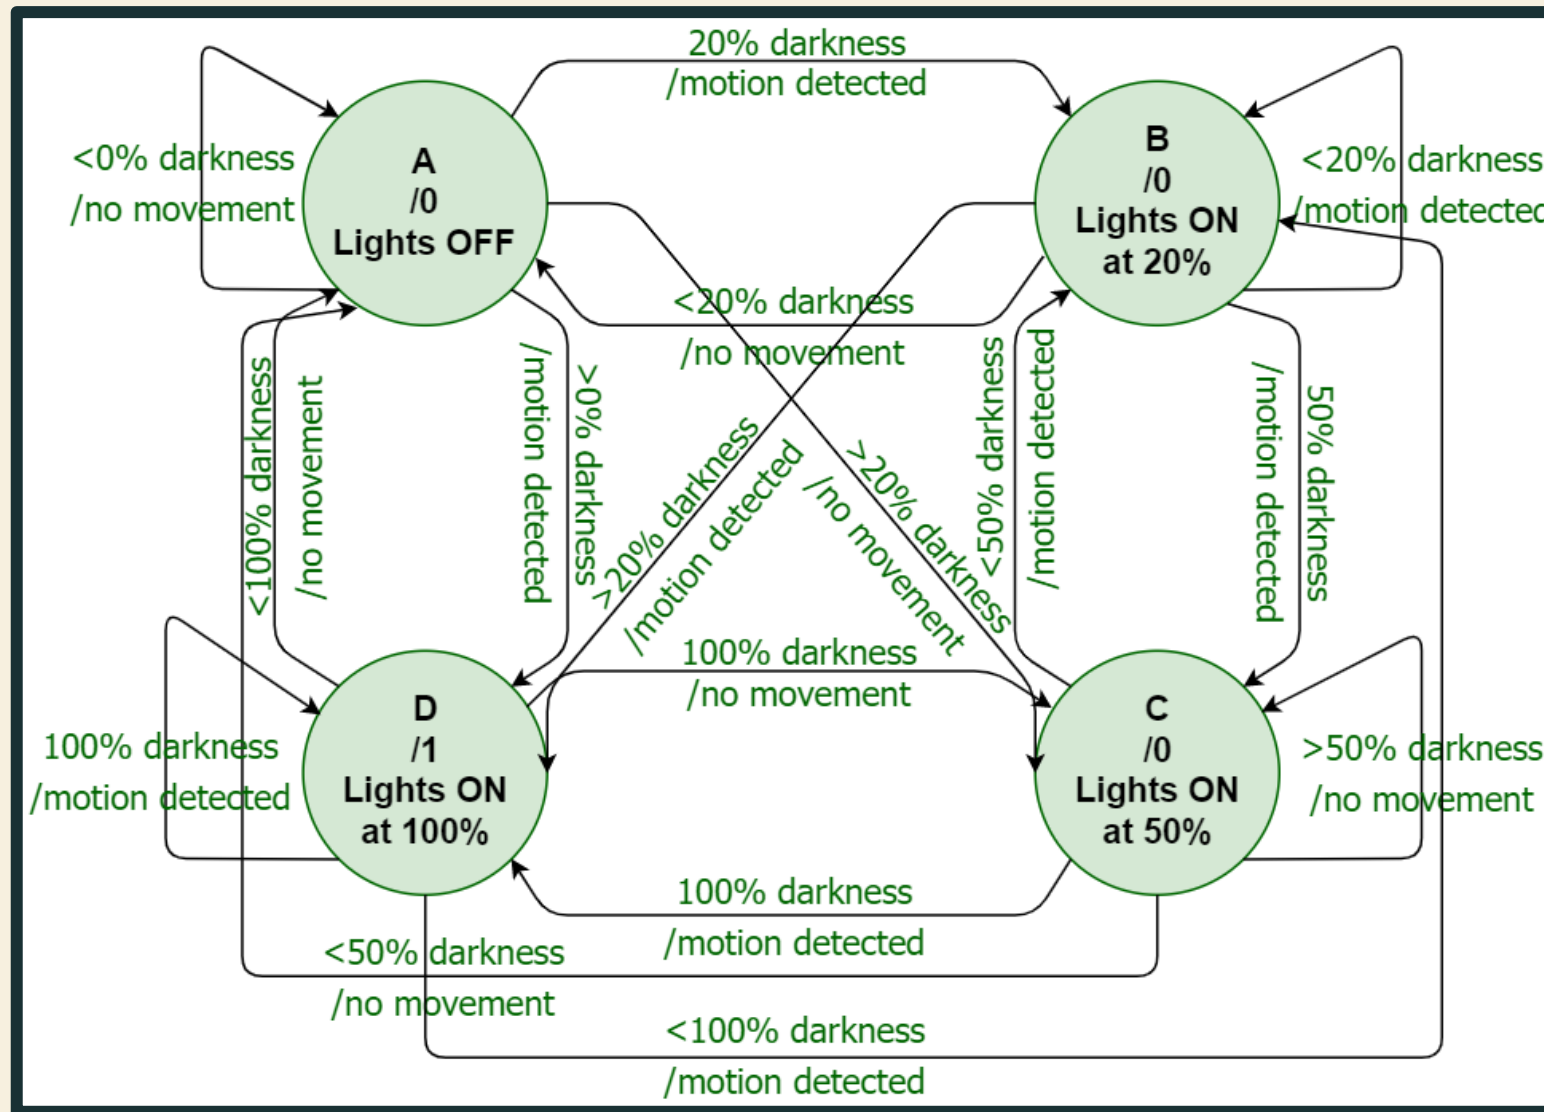 20% darkness
/motion detected
<0% darkness
/no movement
A
/0
Lights OFF
B
/0
Lights ON
at 20%
<20% darkness
/motion detected
<20% darkness
/no movement
<100% darkness
/no movement
/motion detected
>0% darkness
>20% darkness
/motion detected
>20% darkness
/no movement
<50% darkness
/motion detected
/motion detected
50% darkness
100% darkness
/no movement
D
/1
Lights ON
at 100%
100% darkness
/motion detected
C
/0
Lights ON
at 50%
>50% darkness
/no movement
100% darkness
/motion detected
<50% darkness
/no movement
<100% darkness
/motion detected